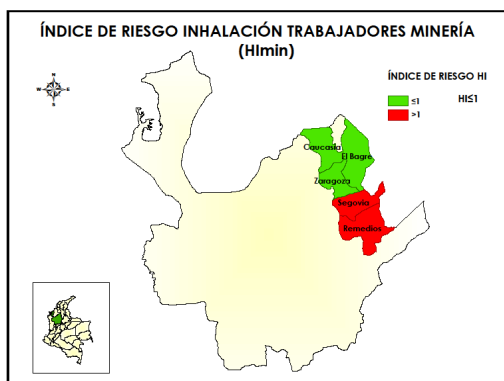 ÍNDICE DE RIESGO INHALACIÓN TRABAJADORES MINERÍA
(HImin)
N
W E
S
ÍNDICE DE RIESGO HI
≤1
HI≤1
>1
Caucasia
El Bagre
Zaragoza
Segovia
Remedios